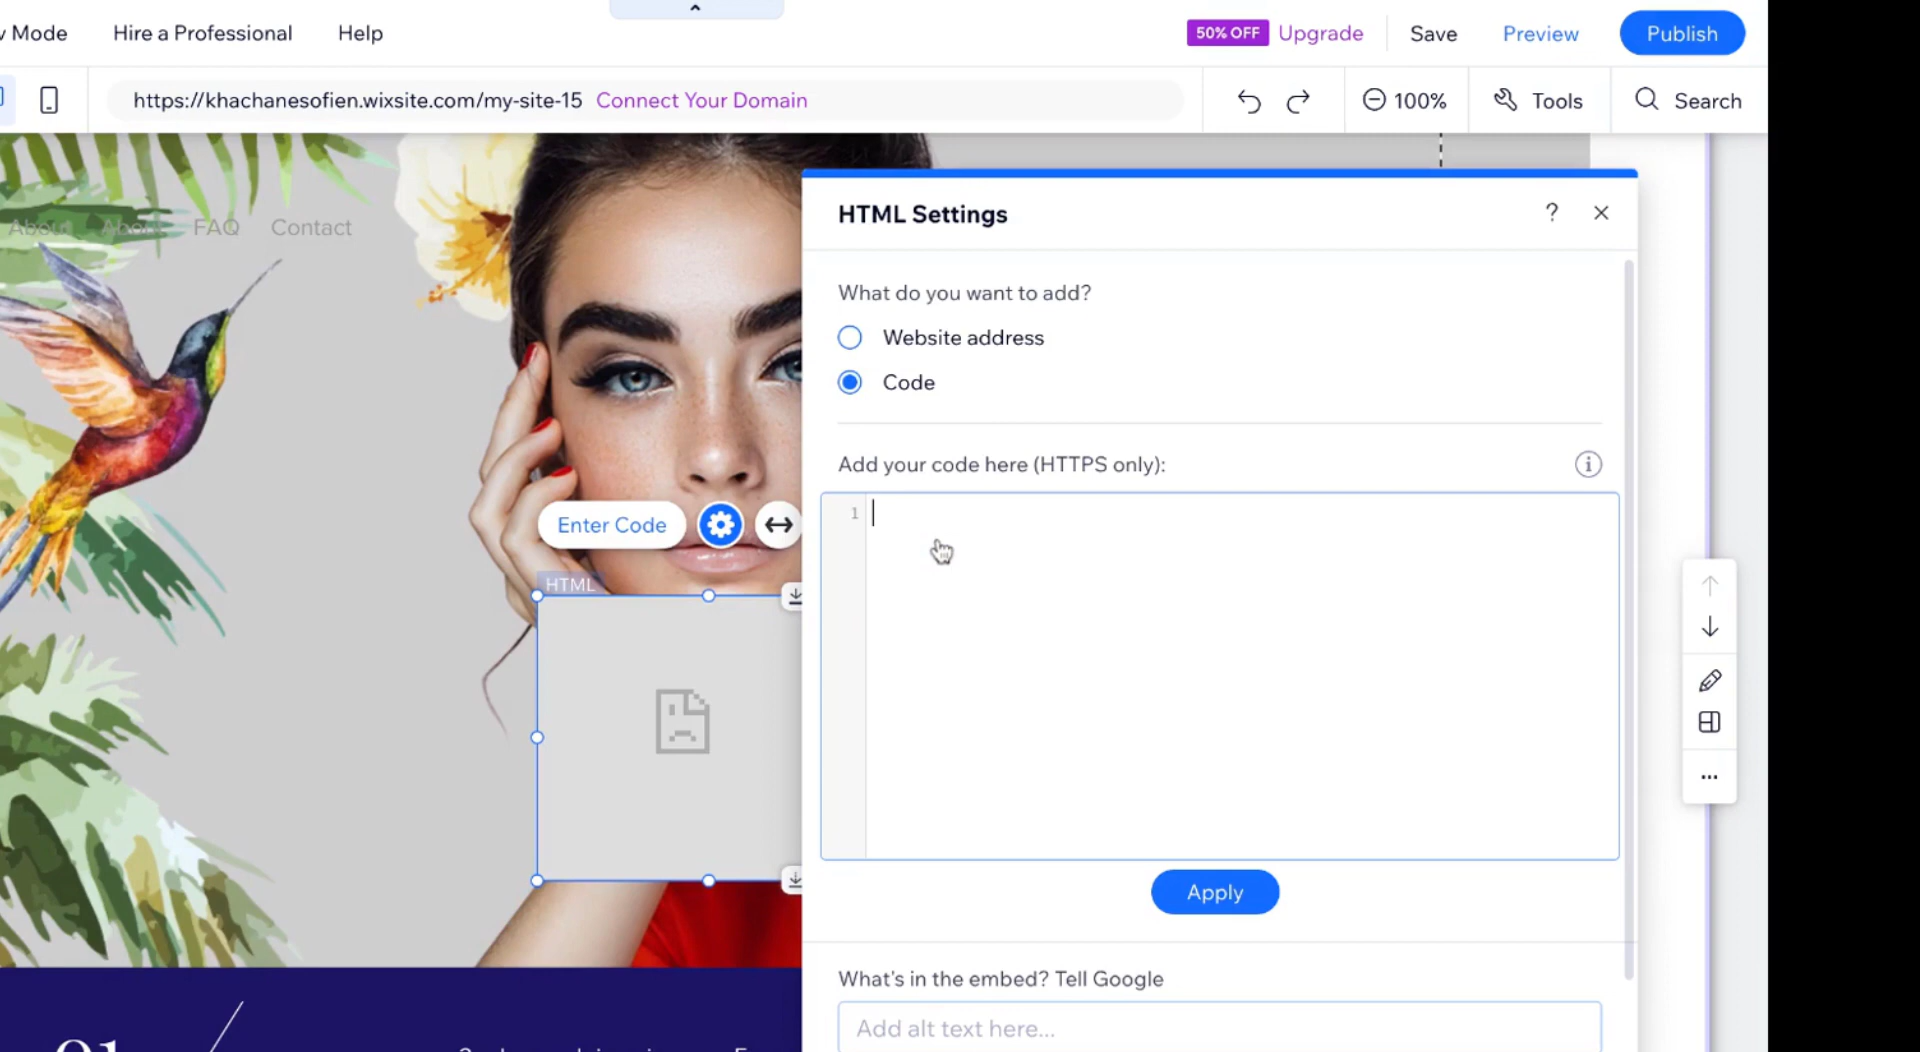 Mode
Hire a Professional
Help
50% OFF
Upgrade
Save
Preview
Publish
https://khachanesofien.wixsite.com/my-site-15
Connect Your Domain
100%
Tools
Search
About
About
FAQ
Contact
HTML Settings
?
What do you want to add?
Website address
Code
Add your code here (HTTPS only):
1
Enter Code
HTML
Apply
What's in the embed? Tell Google
Add alt text here...
01